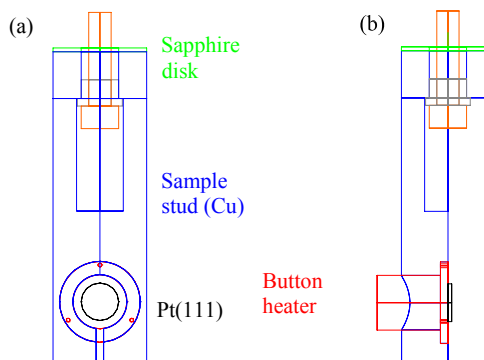 (a)
(b)
Sapphire
disk
Sample
stud (Cu)
Button
heater
Pt(111)